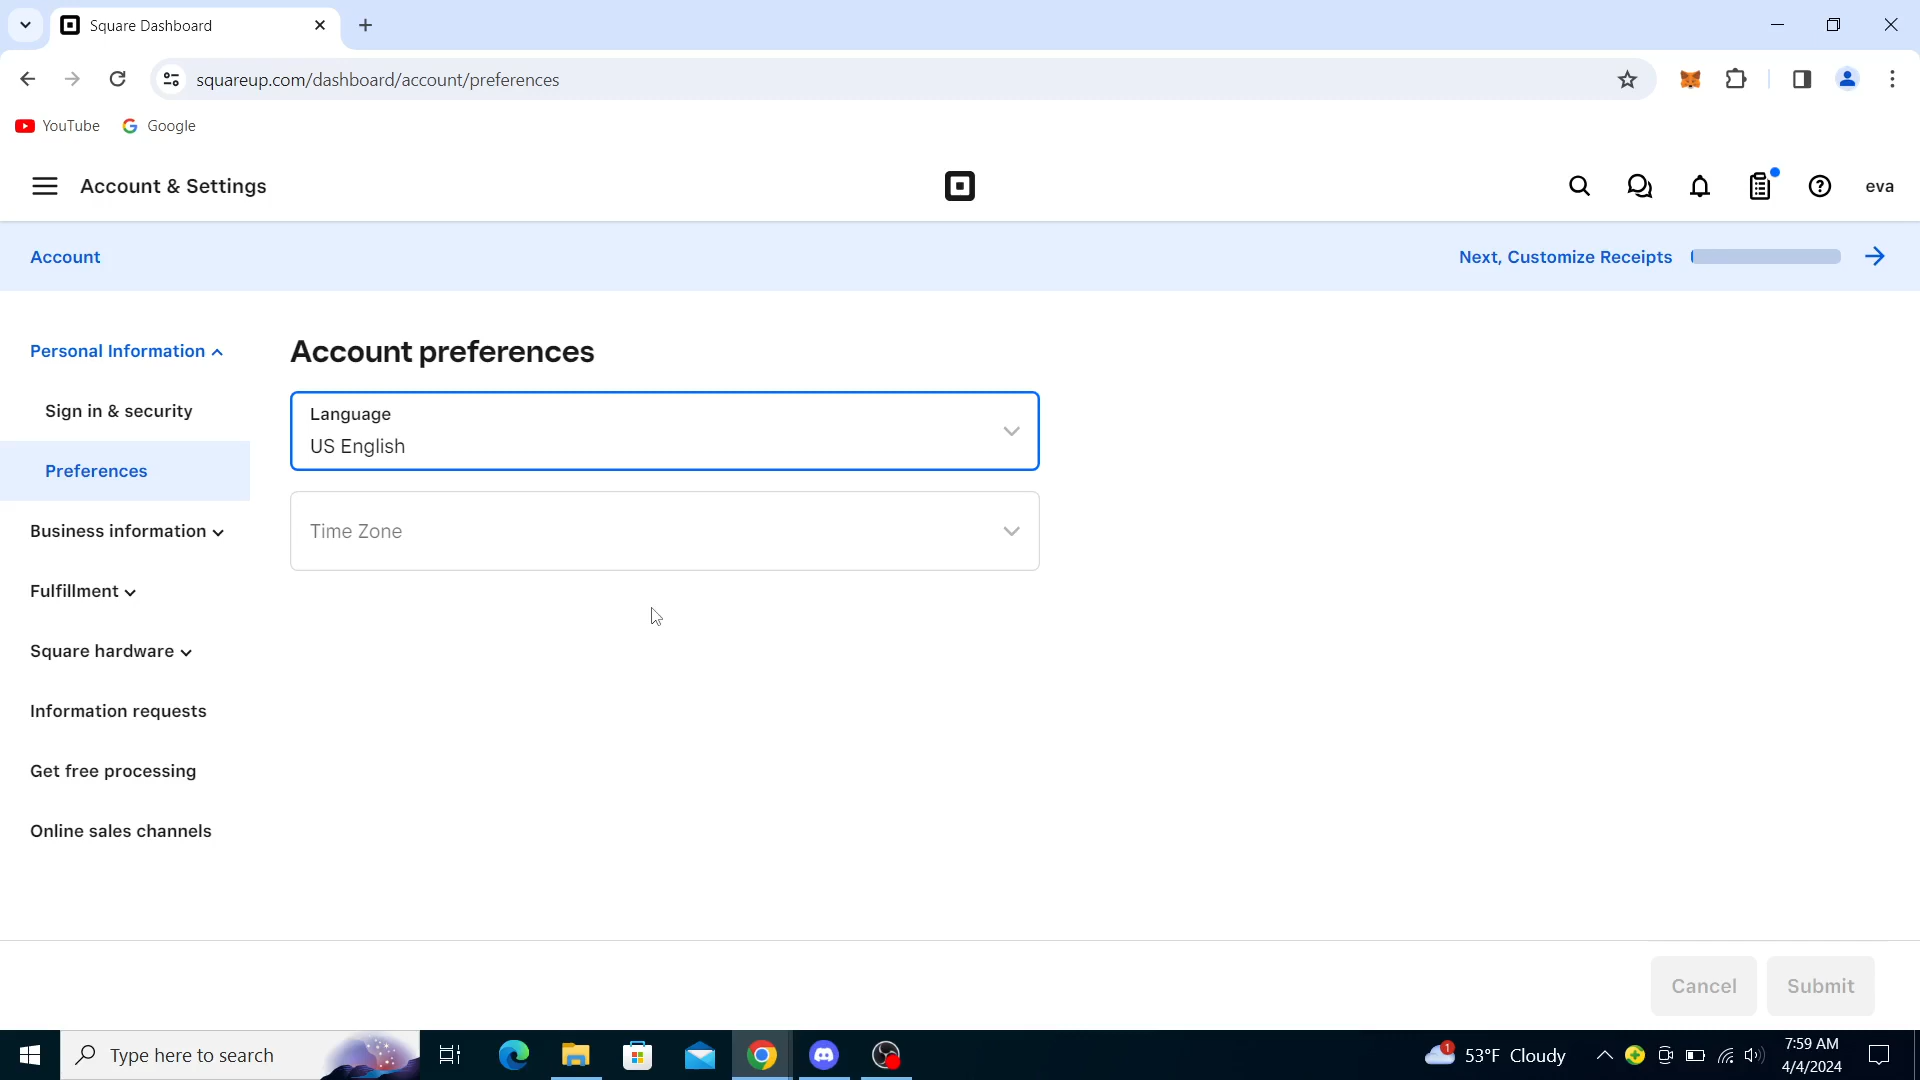 Square Dashboard
squareup.com/dashboard/account/preferences
YouTube
Google
Account & Settings
eva
Account
Next, Customize Receipts
Personal Information
Sign in & security
Preferences
Business information
Fulfillment
Square hardware
Information requests
Get free processing
Online sales channels
Account preferences
Language
US English
Time Zone
Cancel
Submit
Type here to search
1
53°F Cloudy
7:59 AM
4/4/2024